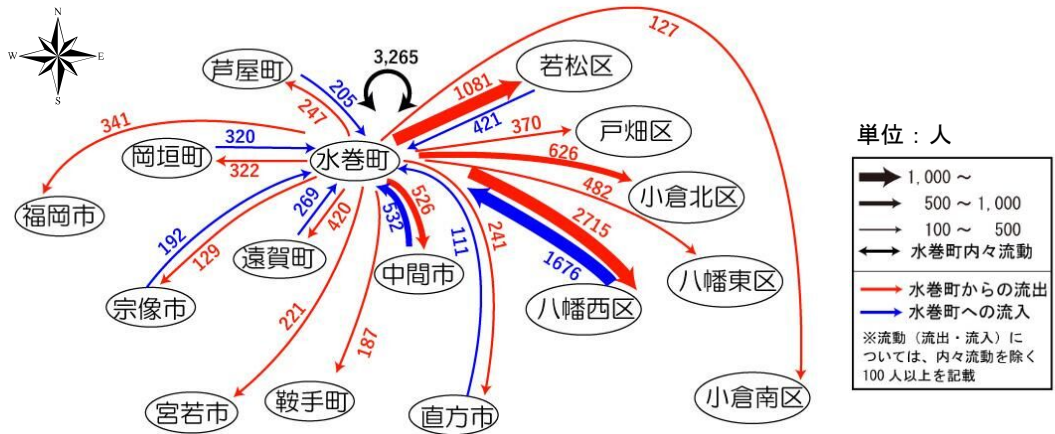 N
W
E
S
127
3,265
芦屋町
若松区
205
247
1081
421
341
370
戸畑区
320
岡垣町
水巻町
626
322
482
小倉北区
福岡市
269
420
532
526
241
2715
192
129
遠賀町
中間市
111
1676
八幡東区
宗像市
八幡西区
221
187
宮若市
鞍手町
直方市
小倉南区
単位：人
1,000 ～
500 ～ 1,000
100 ～ 500
水巻町内々流動
水巻町からの流出
水巻町への流入
※流動（流出・流入）に
ついては、内々流動を除く
100人以上を記載